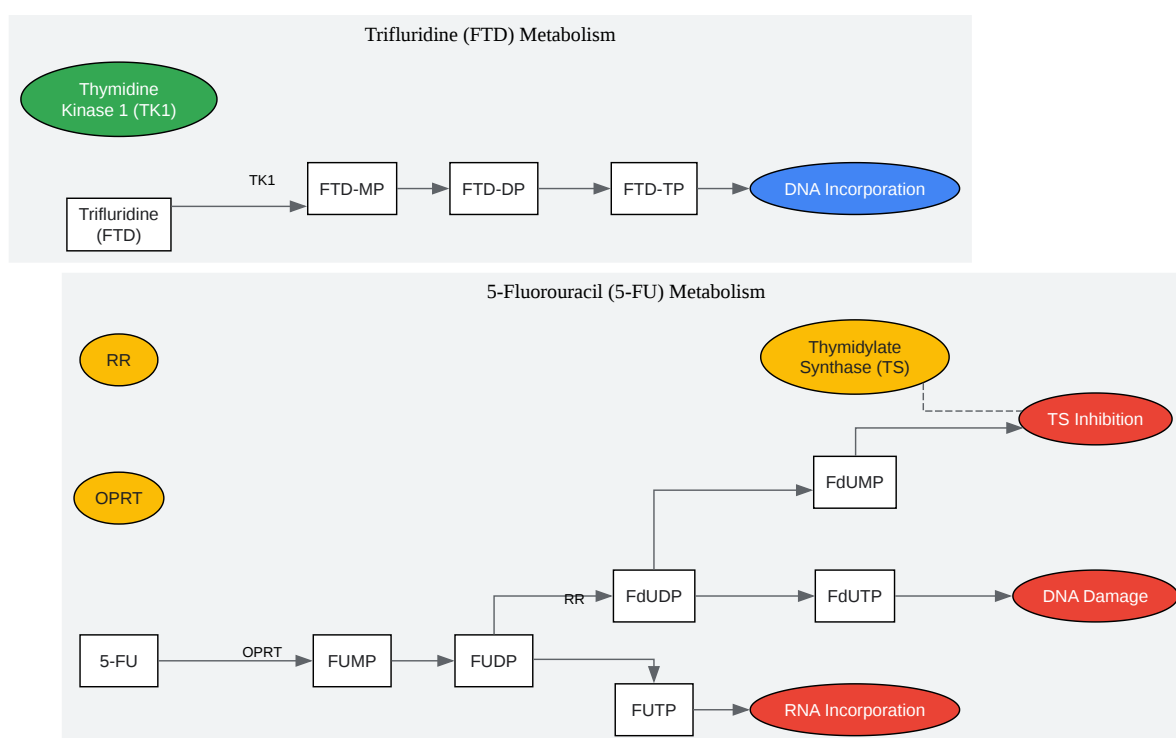 Trifluridine (FTD) Metabolism
Thymidine
Kinase 1 (TK1)
TK1
FTD-MP
FTD-DP
FTD-TP
DNA Incorporation
Trifluridine
(FTD)
5-Fluorouracil (5-FU) Metabolism
RR
Thymidylate
Synthase (TS)
TS Inhibition
OPRT
FdUMP
RR
FdUDP
FdUTP
DNA Damage
5-FU
OPRT
FUMP
FUDP
FUTP
RNA Incorporation